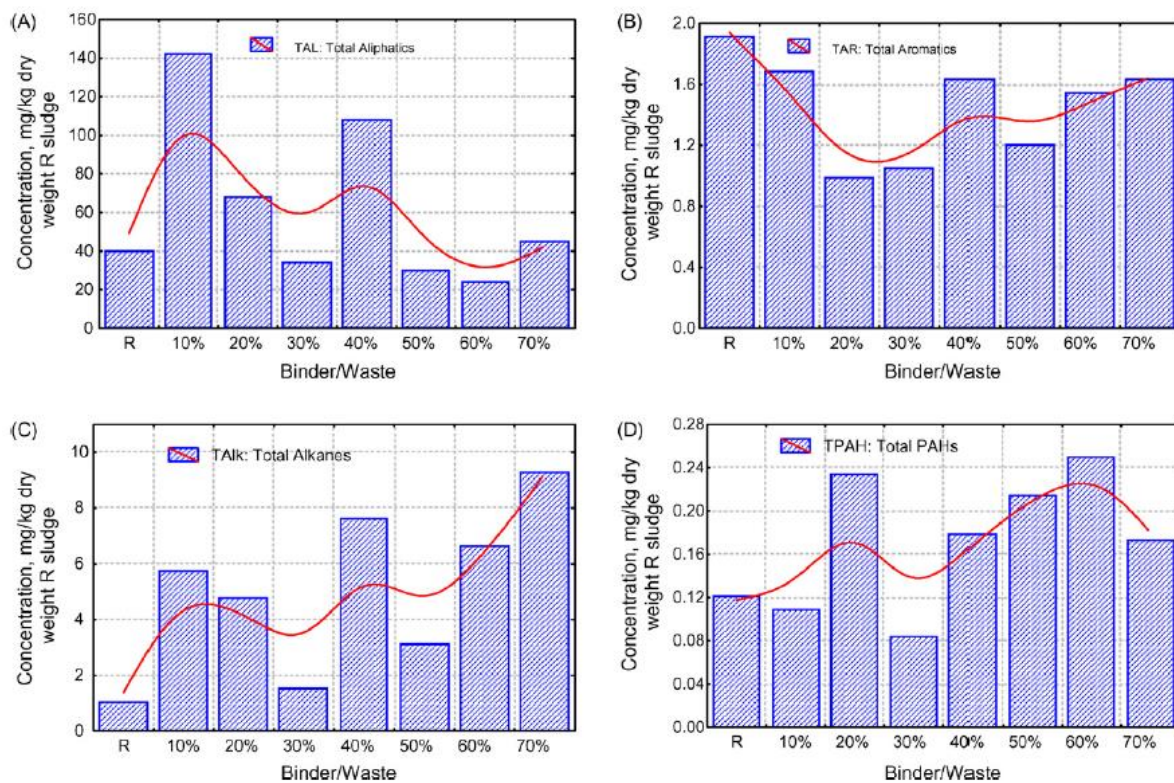 (A)
TAL: Total Aliphatics
Concentration, mg/kg dry
weight R sludge
160
140
120
100
80
60
40
20
0
R 10% 20% 30% 40% 50% 60% 70%
Binder/Waste
(B)
TAR: Total Aromatics
Concentration, mg/kg dry
weight R sludge
2.0
1.6
1.2
0.8
0.4
0.0
R 10% 20% 30% 40% 50% 60% 70%
Binder/Waste
(C)
TAlk: Total Alkanes
Concentration, mg/kg dry
weight R sludge
10
8
6
4
2
0
R 10% 20% 30% 40% 50% 60% 70%
Binder/Waste
(D)
TPAH: Total PAHs
Concentration, mg/kg dry
weight R sludge
0.28
0.24
0.20
0.16
0.12
0.08
0.04
0.00
R 10% 20% 30% 40% 50% 60% 70%
Binder/Waste